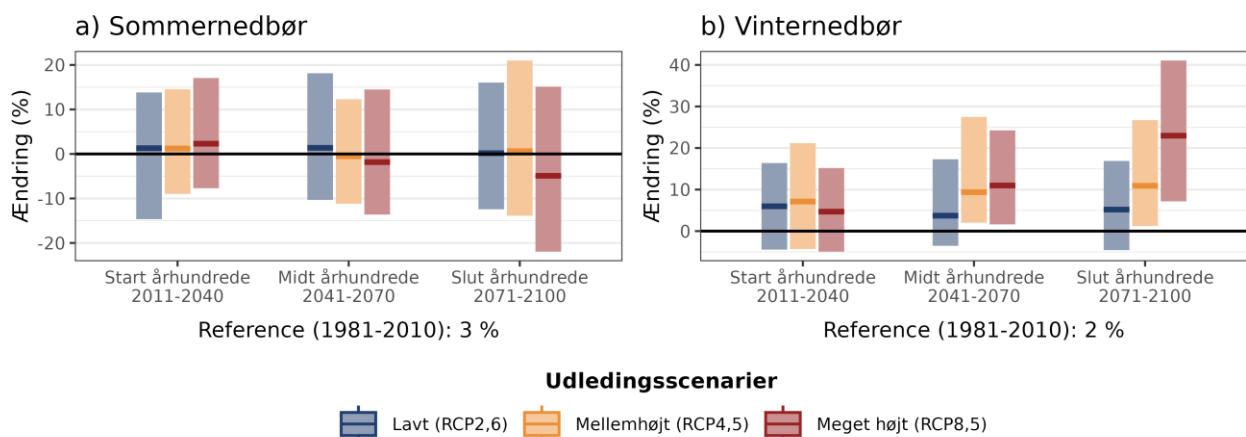 a) Sommernedbør
Ændring (%)
20
10
0
-10
-20
Start århundrede
2011-2040
Midt århundrede
2041-2070
Slut århundrede
2071-2100
Reference (1981-2010): 3 %
b) Vinternedbør
Ændring (%)
40
30
20
10
0
Start århundrede
2011-2040
Midt århundrede
2041-2070
Slut århundrede
2071-2100
Reference (1981-2010): 2 %
Udledingsscenarier
Lavt (RCP2,6)
Mellemhøjt (RCP4,5)
Meget højt (RCP8,5)